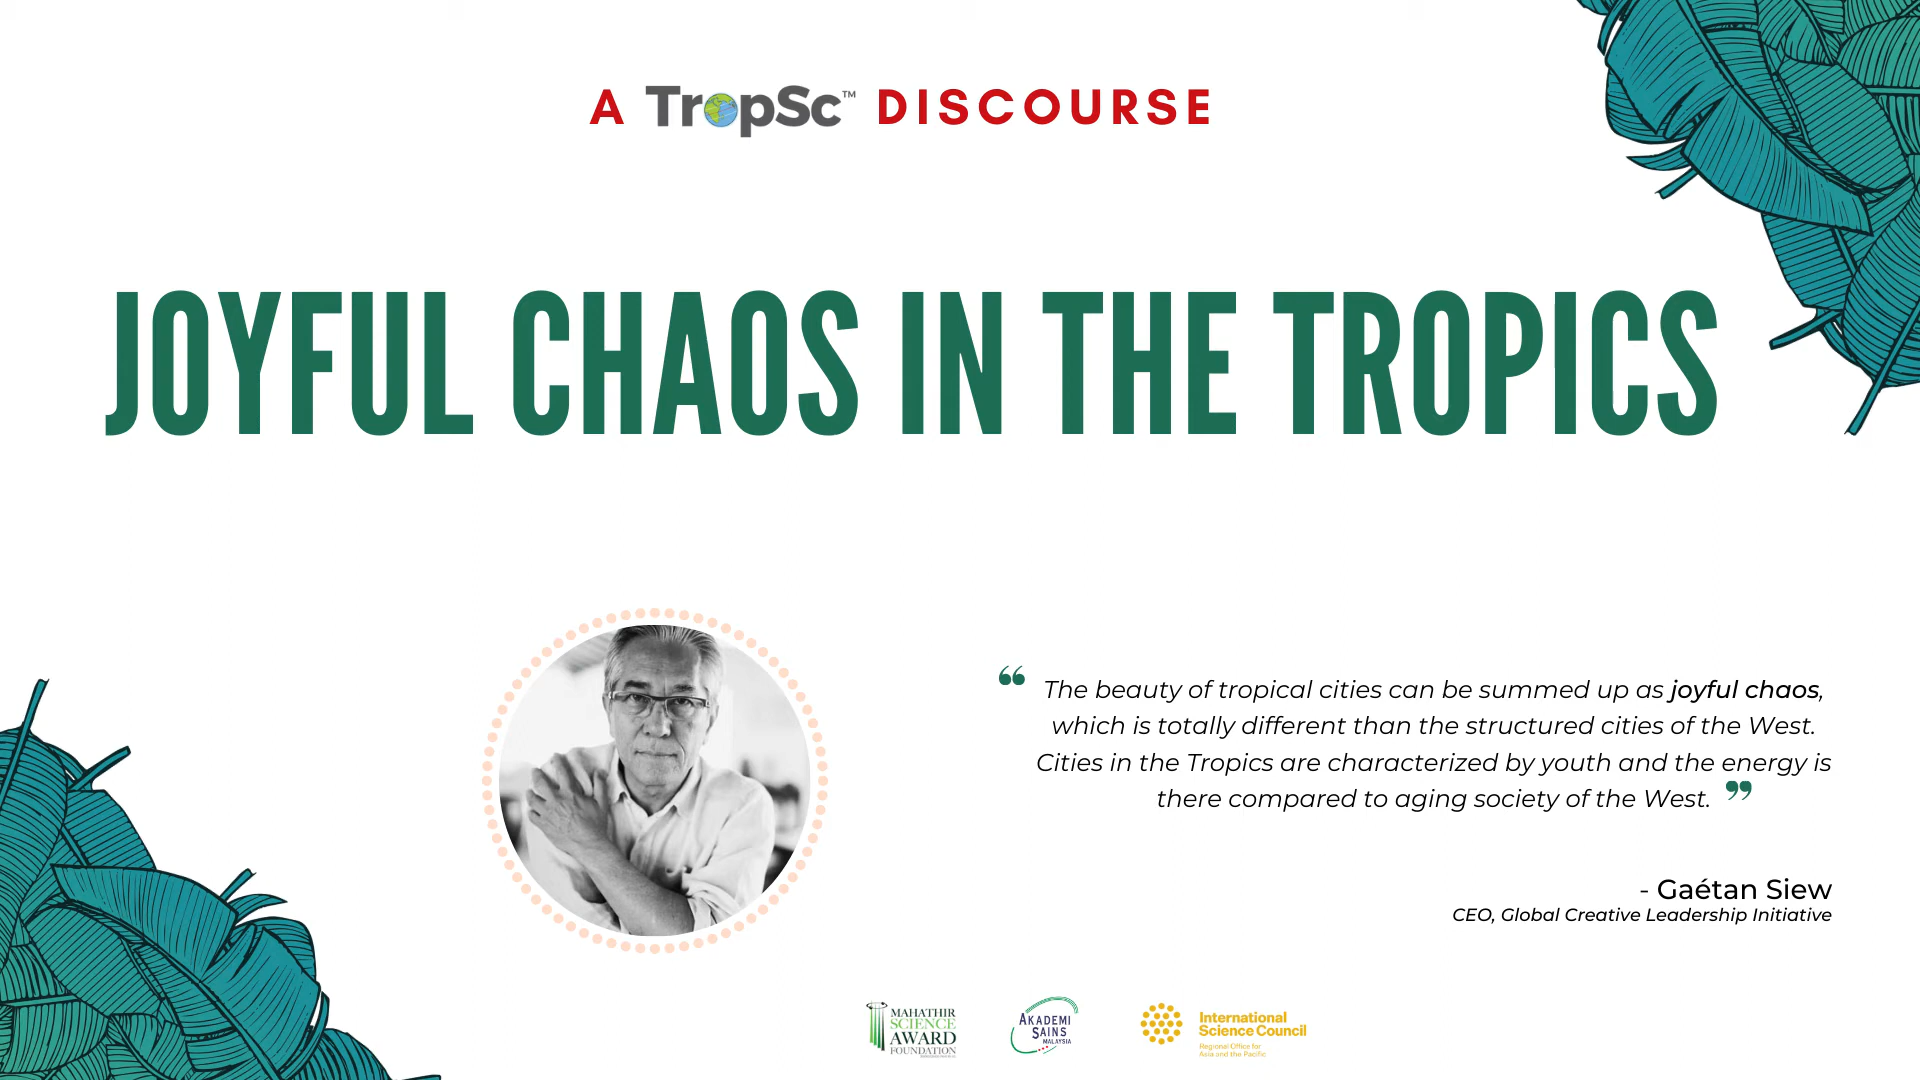 A TropSc™ DISCOURSE
JOYFUL CHAOS IN THE TROPICS
“ The beauty of tropical cities can be summed up as joyful chaos,
which is totally different than the structured cities of the West.
Cities in the Tropics are characterized by youth and the energy is
there compared to aging society of the West. ”
- Gaétan Siew
CEO, Global Creative Leadership Initiative
MAHATHIR
SCIENCE
AWARD
FOUNDATION
AKADEMI
SAINS
MALAYSIA
International
Science Council
Regional Office for
Asia and the Pacific